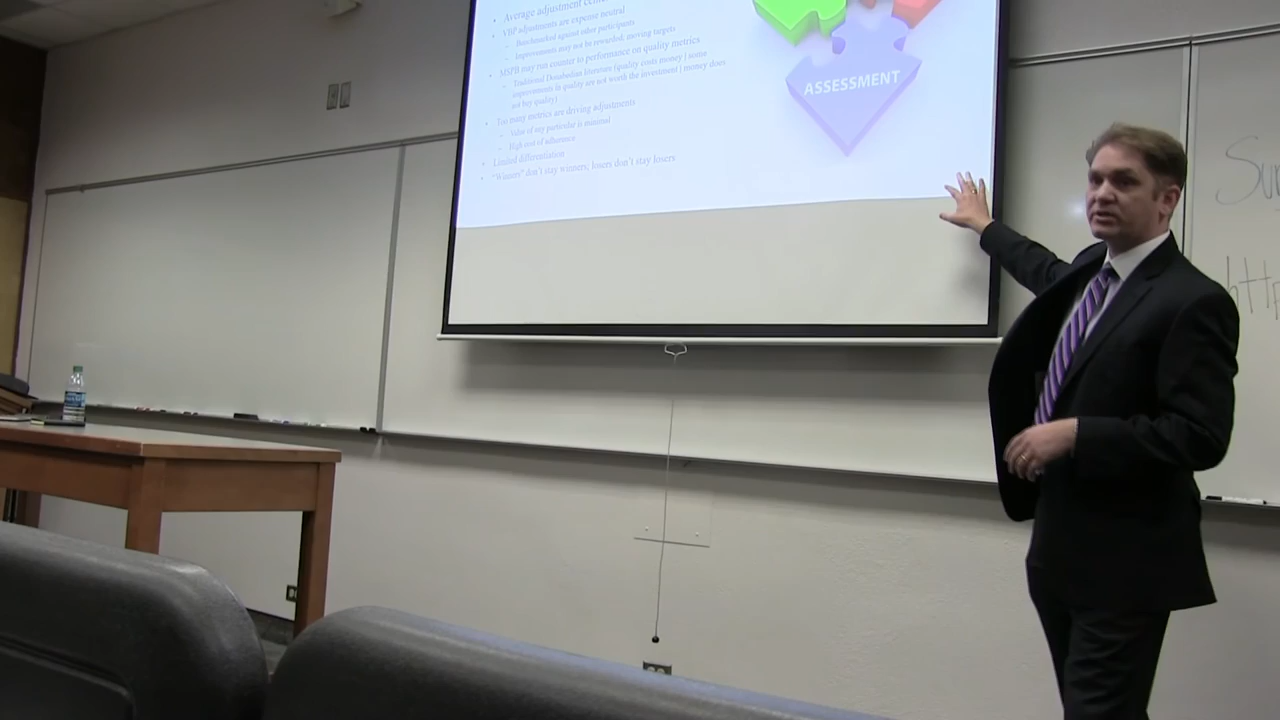 • Average adjustment
• YBP adjustments are expense neutral
– Benchmarked against other participants
– Improvements may not be rewarded; moving targets
• MSPB may run counter to performance on quality metrics
– Traditional Donabedian literature (quality costs money | some
improvements in quality are not worth the investment | money does
not buy quality)
• Too many metrics are driving adjustments
– Value of any particular is minimal
– High cost of adherence
• Limited differentiation
• "Winners" don't stay winners; losers don't stay losers
ASSESSMENT